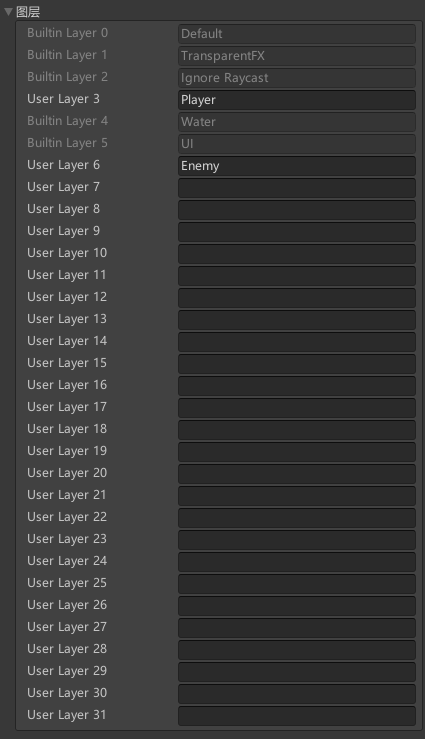 图层
Builtin Layer 0 Default
Builtin Layer 1 TransparentFX
Builtin Layer 2 Ignore Raycast
User Layer 3 Player
Builtin Layer 4 Water
Builtin Layer 5 UI
User Layer 6 Enemy
User Layer 7
User Layer 8
User Layer 9
User Layer 10
User Layer 11
User Layer 12
User Layer 13
User Layer 14
User Layer 15
User Layer 16
User Layer 17
User Layer 18
User Layer 19
User Layer 20
User Layer 21
User Layer 22
User Layer 23
User Layer 24
User Layer 25
User Layer 26
User Layer 27
User Layer 28
User Layer 29
User Layer 30
User Layer 31